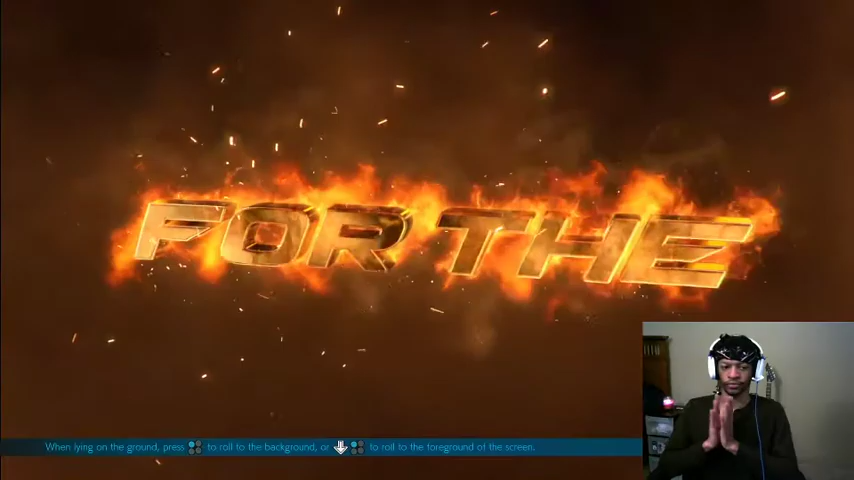 FOR THE
When lying on the ground, press to roll to the background, or to roll to the foreground of the screen.